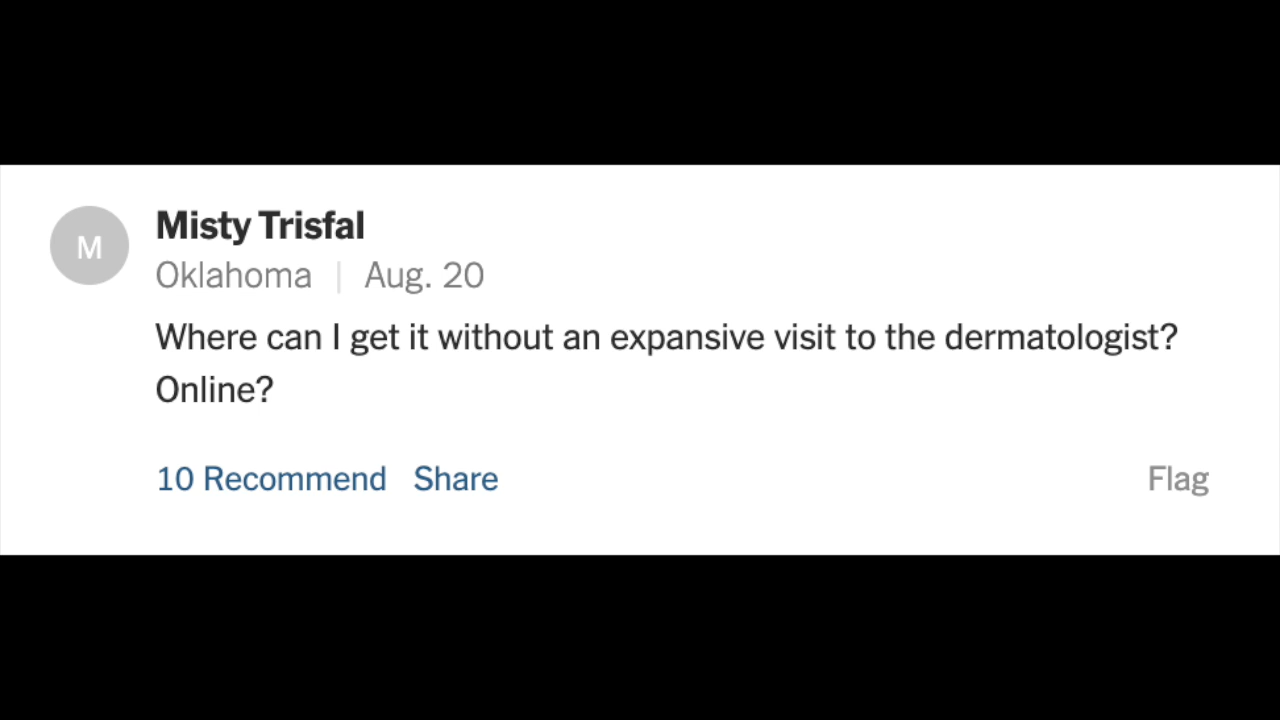 M
Misty Trisfal
Oklahoma | Aug. 20
Where can I get it without an expansive visit to the dermatologist?
Online?
10 Recommend Share Flag